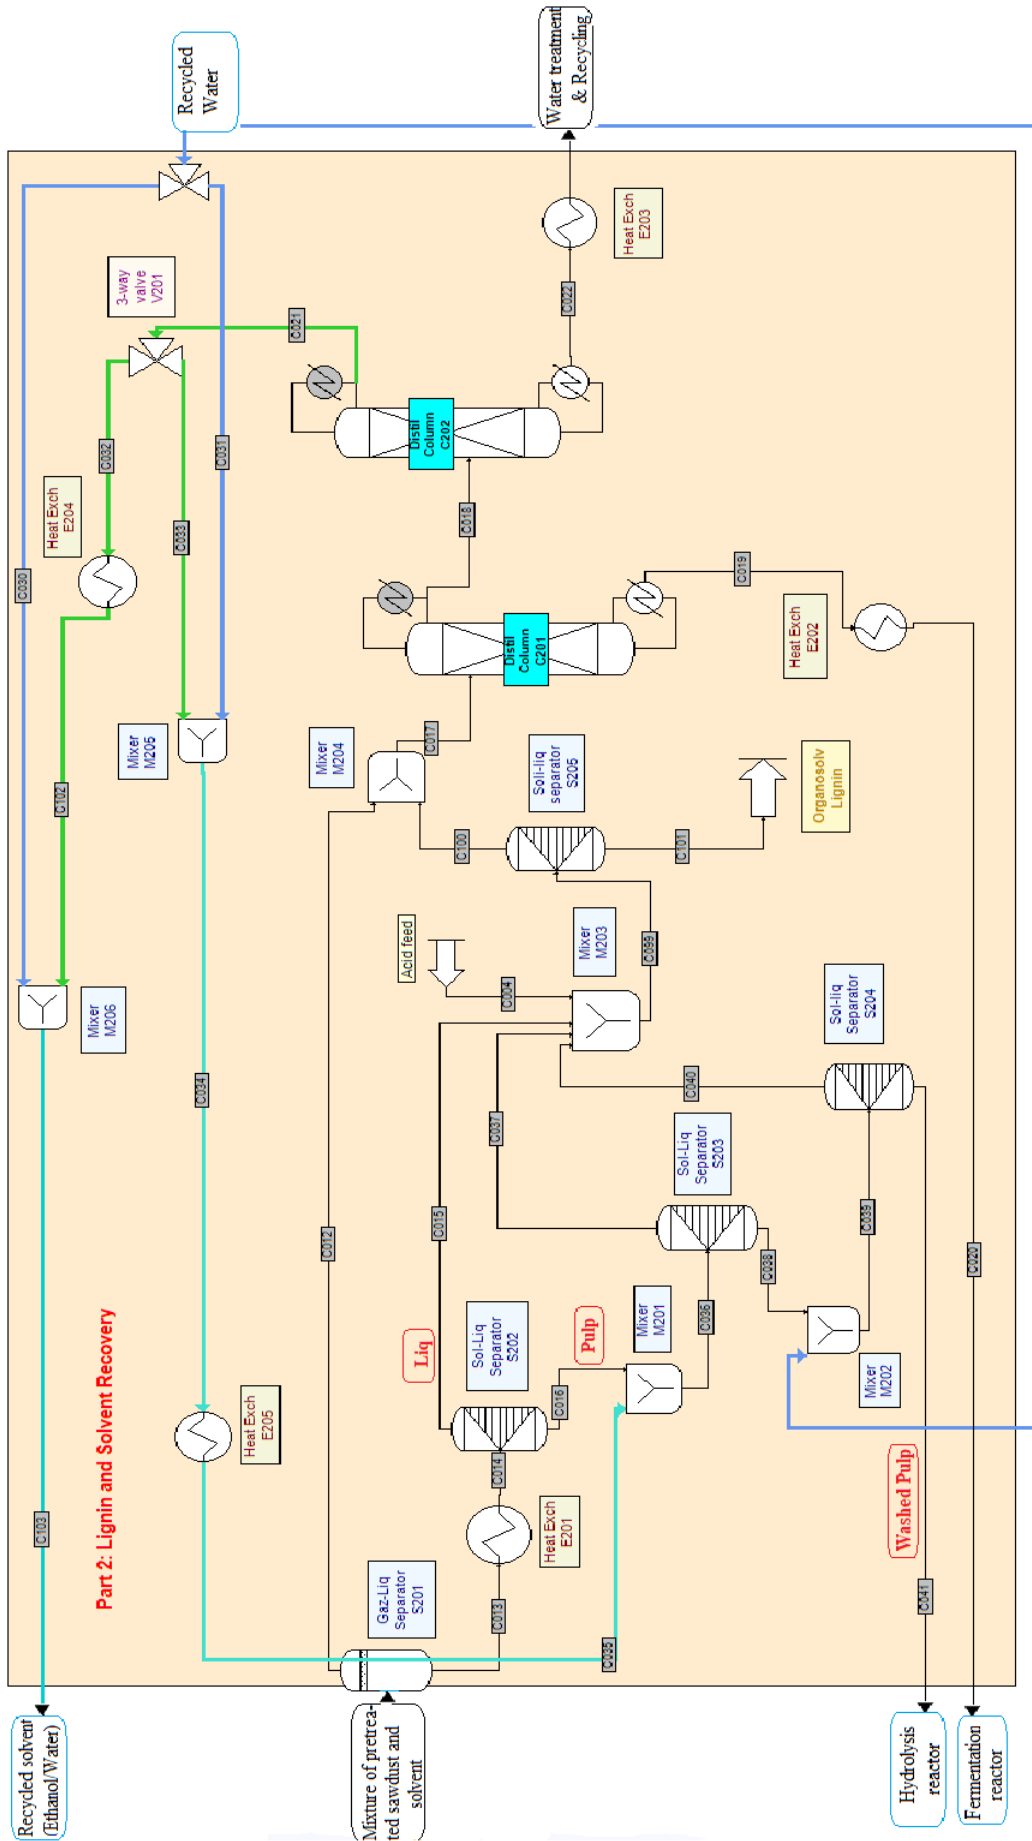 Part 2: Lignin and Solvent Recovery
Recycled solvent
(Ethanol/Water)
C103
Mixer
M206
C102
C030
Heat Exch
E204
C032
3-way
valve
V201
Recycled
Water
C033
C031
C021
Mixer
M205
C034
Heat Exch
E205
Mixture of pretrea-
ted sawdust and
solvent
Gaz-Liq
Separator
S201
C012
C013
C035
Heat Exch
E201
C014
Sol-Liq
Separator
S202
Liq
C015
C016
Pulp
Mixer
M201
C036
Sol-Liq
Separator
S203
C037
C038
Mixer
M202
C039
Sol-liq
Separator
S204
C040
C041
Washed Pulp
Hydrolysis
reactor
Acid feed
C004
Mixer
M203
C099
Soli-liq
separator
S205
C100
C101
Organosolv
Lignin
Mixer
M204
C017
Distil
Column
C201
C018
C019
Heat Exch
E202
C020
Fermentation
reactor
Distil
Column
C202
C022
Heat Exch
E203
Water treatment
& Recycling